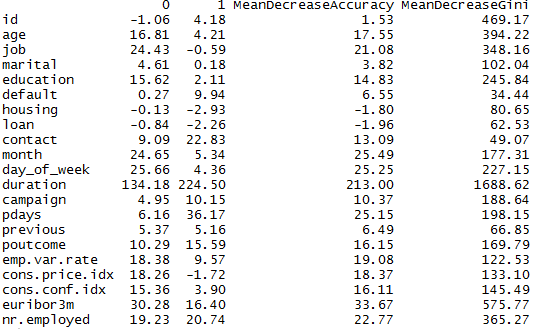 0 1 MeanDecreaseAccuracy MeanDecreaseGini
id -1.06 4.18 1.53 469.17
age 16.81 4.21 17.55 394.22
job 24.43 -0.59 21.08 348.16
marital 4.61 0.18 3.82 102.04
education 15.62 2.11 14.83 245.84
default 0.27 9.94 6.55 34.44
housing -0.13 -2.93 -1.80 80.65
loan -0.84 -2.26 -1.96 62.53
contact 9.09 22.83 13.09 49.07
month 24.65 5.34 25.49 177.31
day_of_week 25.66 4.36 25.25 227.15
duration 134.18 224.50 213.00 1688.62
campaign 4.95 10.15 10.37 188.64
pdays 6.16 36.17 25.15 198.15
previous 5.37 5.16 6.49 66.85
poutcome 10.29 15.59 16.15 169.79
emp.var.rate 18.38 9.57 19.08 122.53
cons.price.idx 18.26 -1.72 18.37 133.10
cons.conf.idx 15.36 3.90 16.11 145.49
euribor3m 30.28 16.40 33.67 575.77
nr.employed 19.23 20.74 22.77 365.27